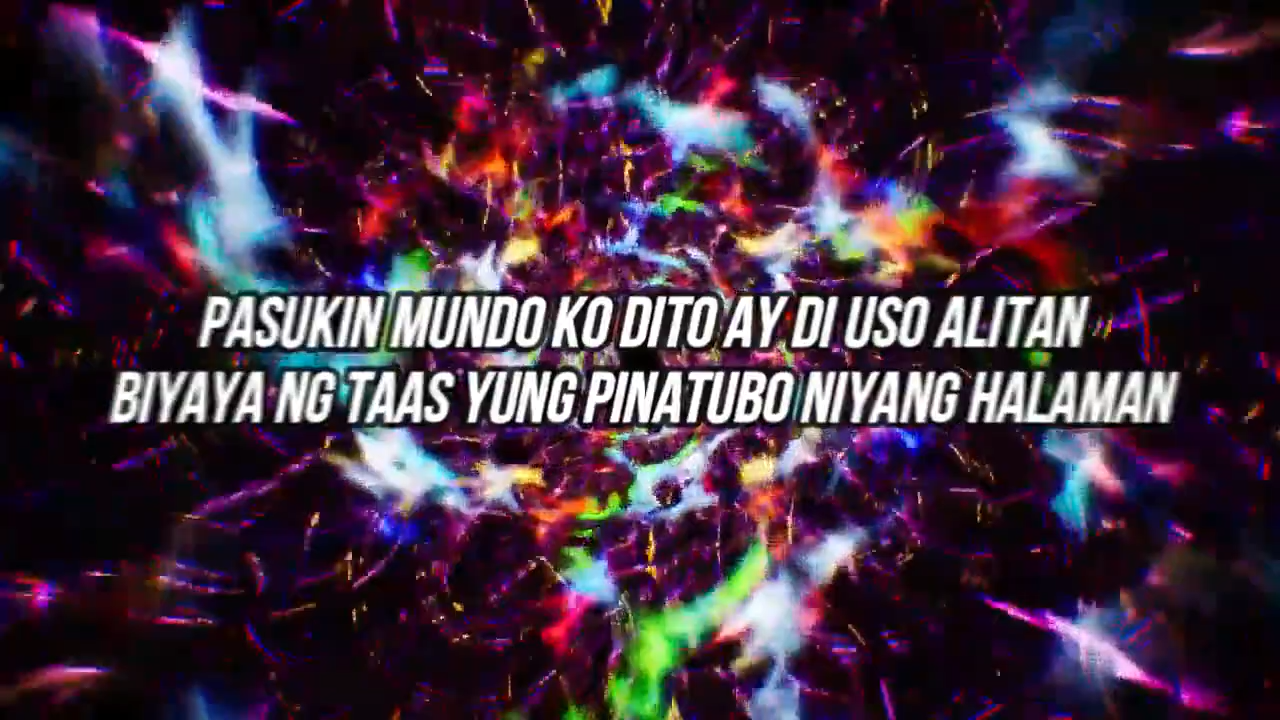 PASUKIN MUNDO KO DITO AY DI USO ALITAN
BIYAYA NG TAAS YUNG PINATUBO NIYANG HALAMAN